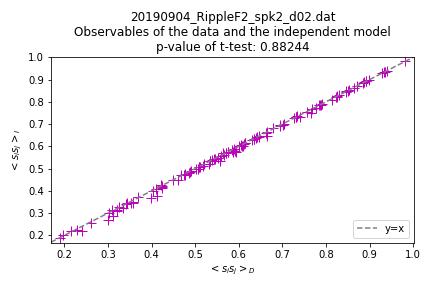 20190904_RippleF2_spk2_d02.dat
Observables of the data and the independent model
p-value of t-test: 0.88244
1.0
0.9
0.8
0.7
0.6
0.5
0.4
0.3
0.2
< s_i s_j >_I
0.2 0.3 0.4 0.5 0.6 0.7 0.8 0.9 1.0
< s_i s_j >_D
y=x